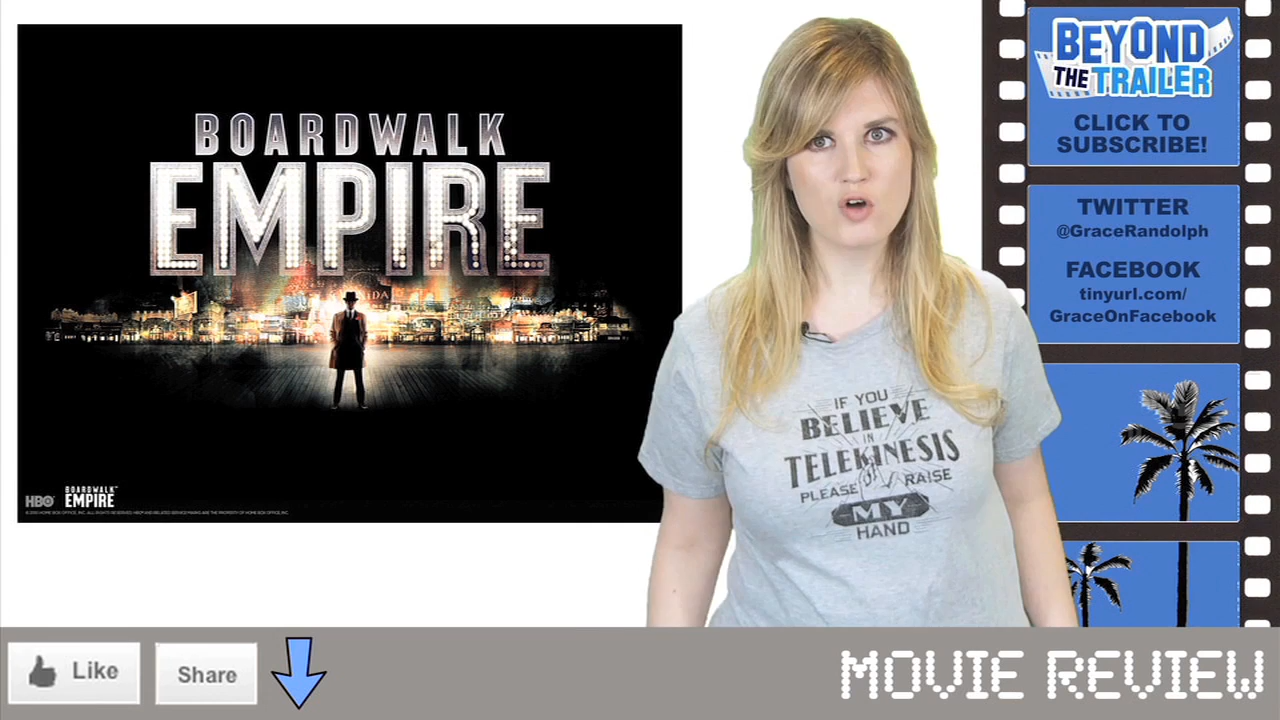 BOARDWALK
EMPIRE
HBO
BOARDWALK
EMPIRE
BEYOND
THE TRAILER
CLICK TO
SUBSCRIBE!
TWITTER
@GraceRandolph
FACEBOOK
tinyurl.com/
GraceOnFacebook
IF YOU
BELIEVE
IN
TELEKINESIS
PLEASE RAISE
MY
HAND
Like
Share
MOVIE REVIEW